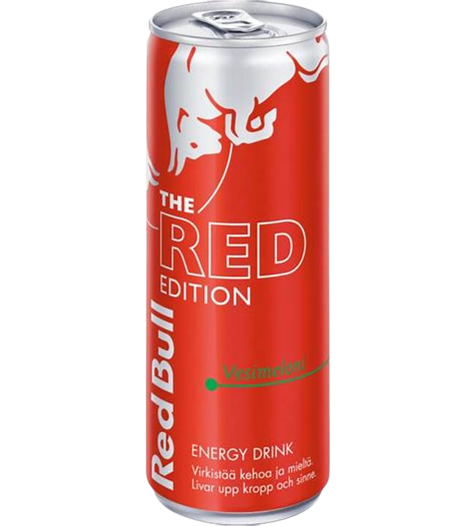 THE
RED
EDITION
Red Bull
Vesimeloni
ENERGY DRINK
Virkistää kehoa ja mieltä.
Livar upp kropp och sinne.